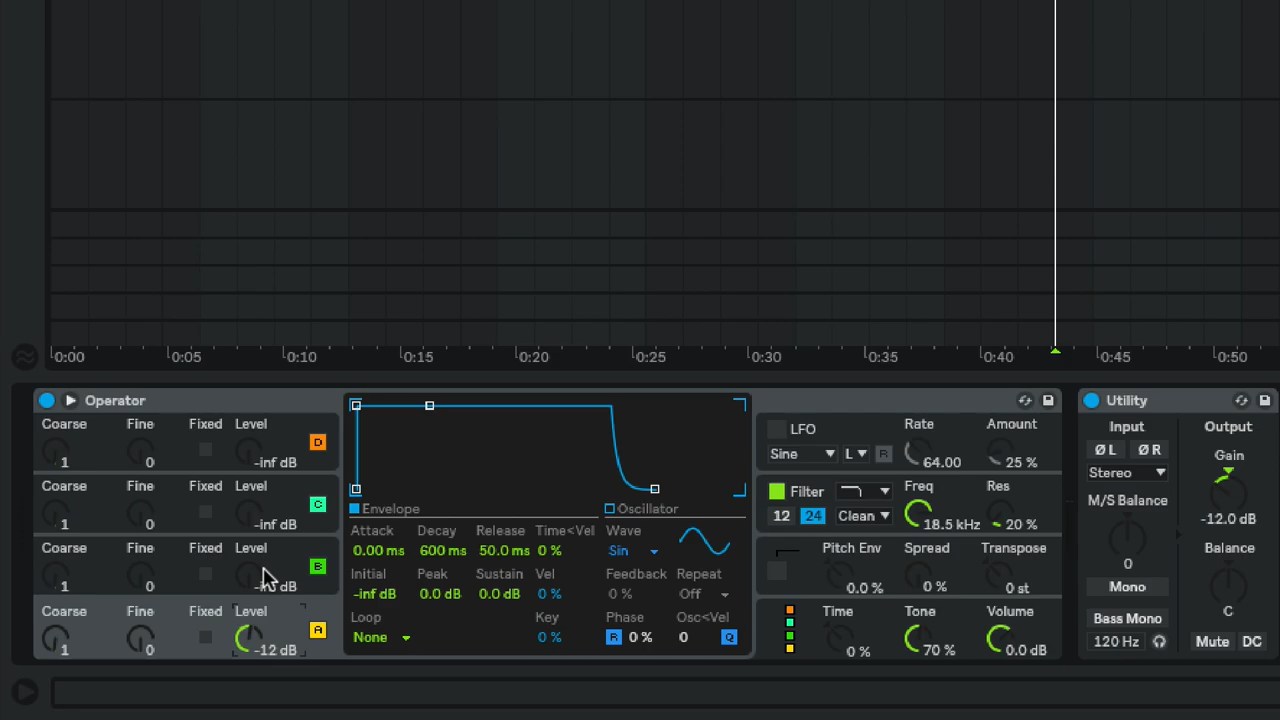 0:00 0:05 0:10 0:15 0:20 0:25 0:30 0:35 0:40 0:45 0:50
Operator
Coarse Fine Fixed Level
1 0 -inf dB D
Coarse Fine Fixed Level
1 0 -inf dB C
Coarse Fine Fixed Level
1 0 -inf dB B
Coarse Fine Fixed Level
1 0 -12 dB A
Envelope Oscillator
Attack Decay Release Time<Vel Wave
0.00 ms 600 ms 50.0 ms 0 % Sin
Initial Peak Sustain Vel Feedback Repeat
-inf dB 0.0 dB 0.0 dB 0 % 0 % Off
Loop Key Phase Osc<Vel
None 0 % R 0 % 0 Q
LFO Rate Amount
Sine L R 64.00 25 %
Filter Freq Res
12 24 Clean 18.5 kHz 20 %
Pitch Env Spread Transpose
0.0 % 0 % 0 st
Time Tone Volume
0 % 70 % 0.0 dB
Utility
Input Output
Ø L Ø R Gain
Stereo
M/S Balance -12.0 dB
0 Balance
Mono C
Bass Mono
120 Hz Mute DC